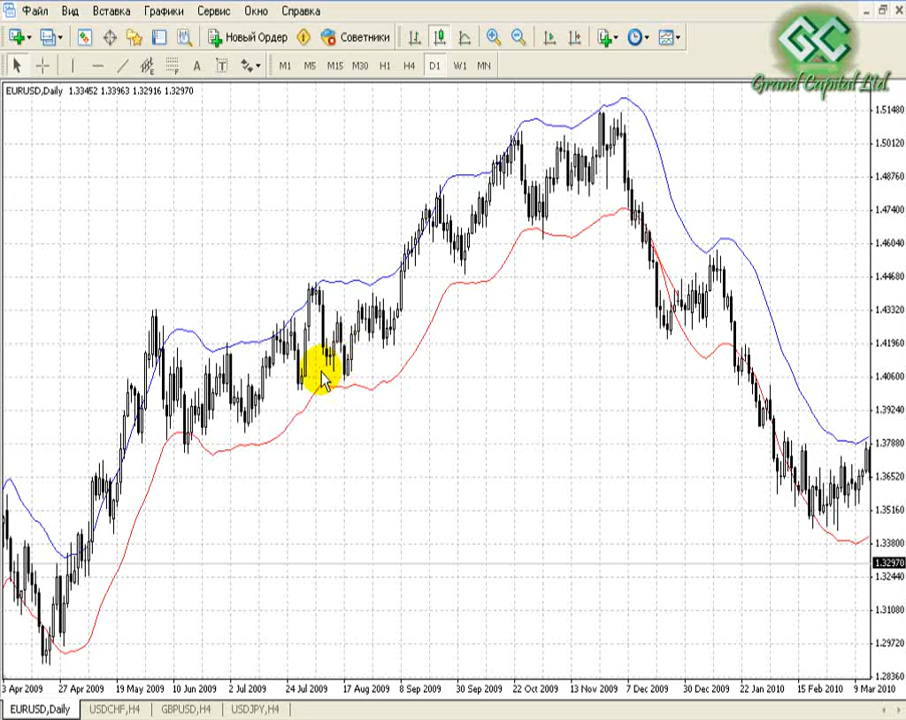 Файл Вид Вставка Графики Сервис Окно Справка
Новый Ордер Советники
GC
Grand Capital Ltd.
A T M1 M5 M15 M30 H1 H4 D1 W1 MN
EURUSD,Daily 1.33452 1.33963 1.32916 1.32970
1.51480
1.50120
1.48760
1.47400
1.46040
1.44680
1.43320
1.41960
1.40600
1.39240
1.37880
1.36520
1.35160
1.33800
1.32970
1.32440
1.31080
1.29720
1.28360
3 Apr 2009 27 Apr 2009 19 May 2009 10 Jun 2009 2 Jul 2009 24 Jul 2009 17 Aug 2009 8 Sep 2009 30 Sep 2009 22 Oct 2009 13 Nov 2009 7 Dec 2009 30 Dec 2009 22 Jan 2010 15 Feb 2010 9 Mar 2010
EURUSD,Daily USDCHF,H4 GBPUSD,H4 USDJPY,H4